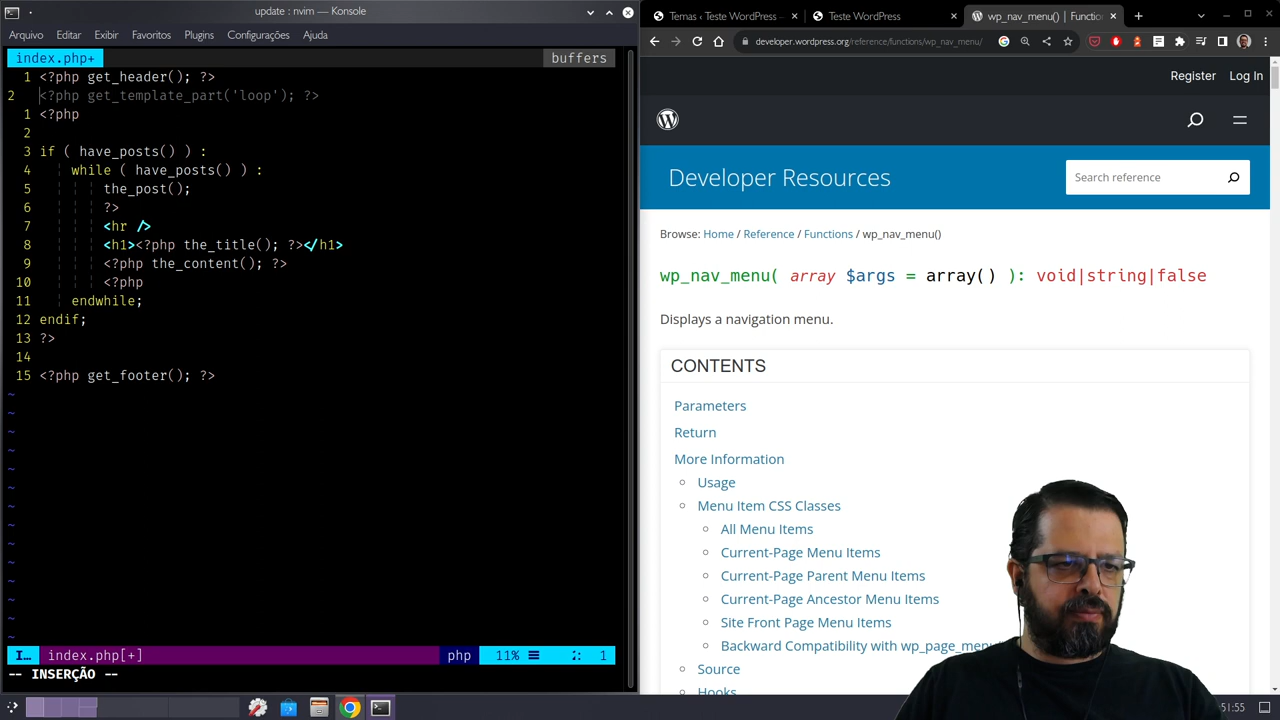 update : nvim — Konsole
Arquivo Editar Exibir Favoritos Plugins Configurações Ajuda
index.php+ buffers
1 <?php get_header(); ?>
2 <?php get_template_part('loop'); ?>
1 <?php
2
3 if ( have_posts() ) :
4 while ( have_posts() ) :
5 the_post();
6 ?>
7 <hr />
8 <h1><?php the_title(); ?></h1>
9 <?php the_content(); ?>
10 <?php
11 endwhile;
12 endif;
13 ?>
14
15 <?php get_footer(); ?>
~
~
~
~
~
~
~
~
~
~
~
~
~
~
I… index.php[+] php 11% ☰ : 1
-- INSERÇÃO --
Temas ‹ Teste WordPress —
Teste WordPress
wp_nav_menu() | Functio
developer.wordpress.org/reference/functions/wp_nav_menu/
Register Log In
Developer Resources
Search reference
Browse: Home / Reference / Functions / wp_nav_menu()
wp_nav_menu( array $args = array() ): void|string|false
Displays a navigation menu.
CONTENTS
Parameters
Return
More Information
Usage
Menu Item CSS Classes
All Menu Items
Current-Page Menu Items
Current-Page Parent Menu Items
Current-Page Ancestor Menu Items
Site Front Page Menu Items
Backward Compatibility with wp_page_menu
Source
Hooks
51:55